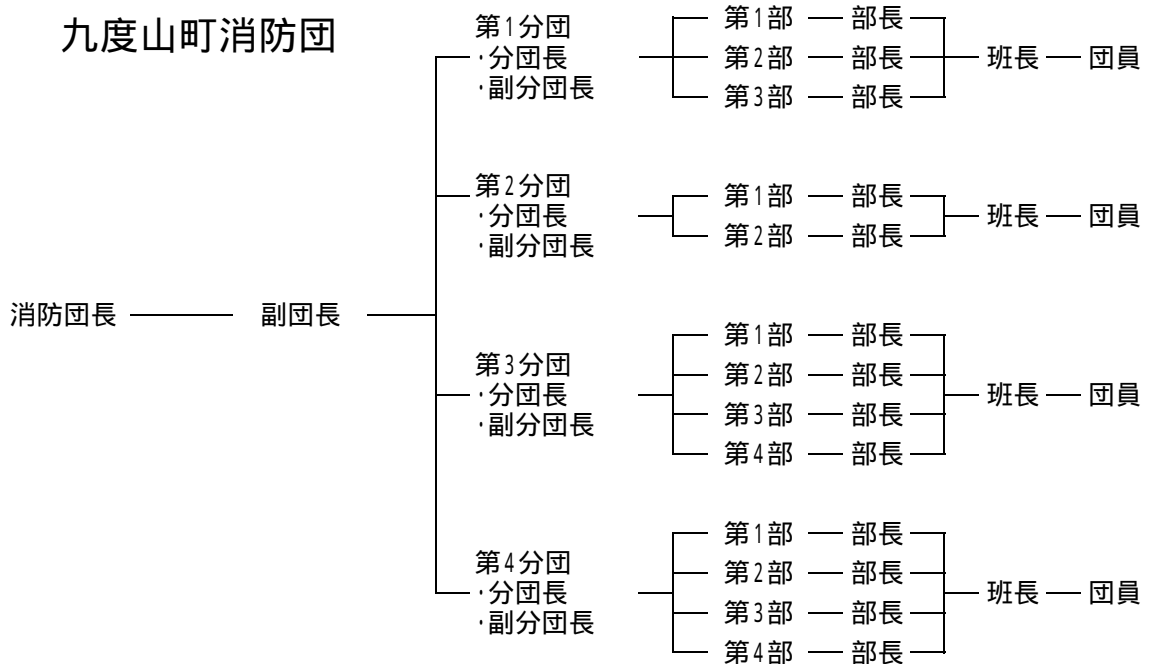 九度山町消防団
消防団長
副団長
第1分団
・分団長
・副分団長
第1部 部長
第2部 部長
第3部 部長
班長 団員
第2分団
・分団長
・副分団長
第1部 部長
第2部 部長
班長 団員
第3分団
・分団長
・副分団長
第1部 部長
第2部 部長
第3部 部長
第4部 部長
班長 団員
第4分団
・分団長
・副分団長
第1部 部長
第2部 部長
第3部 部長
第4部 部長
班長 団員